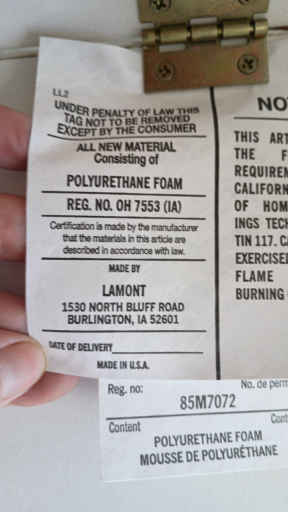 LL2
UNDER PENALTY OF LAW THIS
TAG NOT TO BE REMOVED
EXCEPT BY THE CONSUMER
ALL NEW MATERIAL
Consisting of
POLYURETHANE FOAM
REG. NO. OH 7553 (IA)
Certification is made by the manufacturer
that the materials in this article are
described in accordance with law.
MADE BY
LAMONT
1530 NORTH BLUFF ROAD
BURLINGTON, IA 52601
DATE OF DELIVERY
MADE IN U.S.A.
NO
THIS ART
THE F
REQUIREN
CALIFORN
OF HOM
INGS TECH
TIN 117. CA
EXERCISED
FLAME
BURNING
Reg. no: No. de perm
85M7072
Content Cont
POLYURETHANE FOAM
MOUSSE DE POLYURÉTHANE